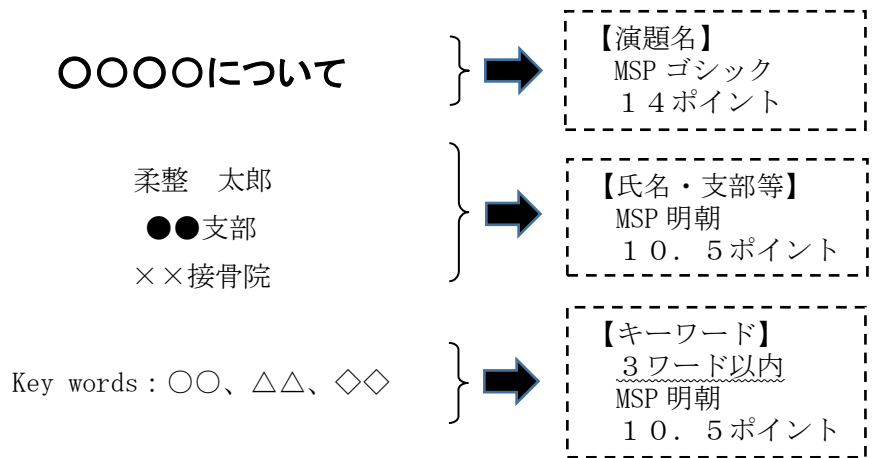 〇〇〇〇について
【演題名】
MSP ゴシック
１４ポイント
柔整　太郎
●●支部
××接骨院
【氏名・支部等】
MSP 明朝
１０．５ポイント
Key words：○○、△△、◇◇
【キーワード】
３ワード以内
MSP 明朝
１０．５ポイント